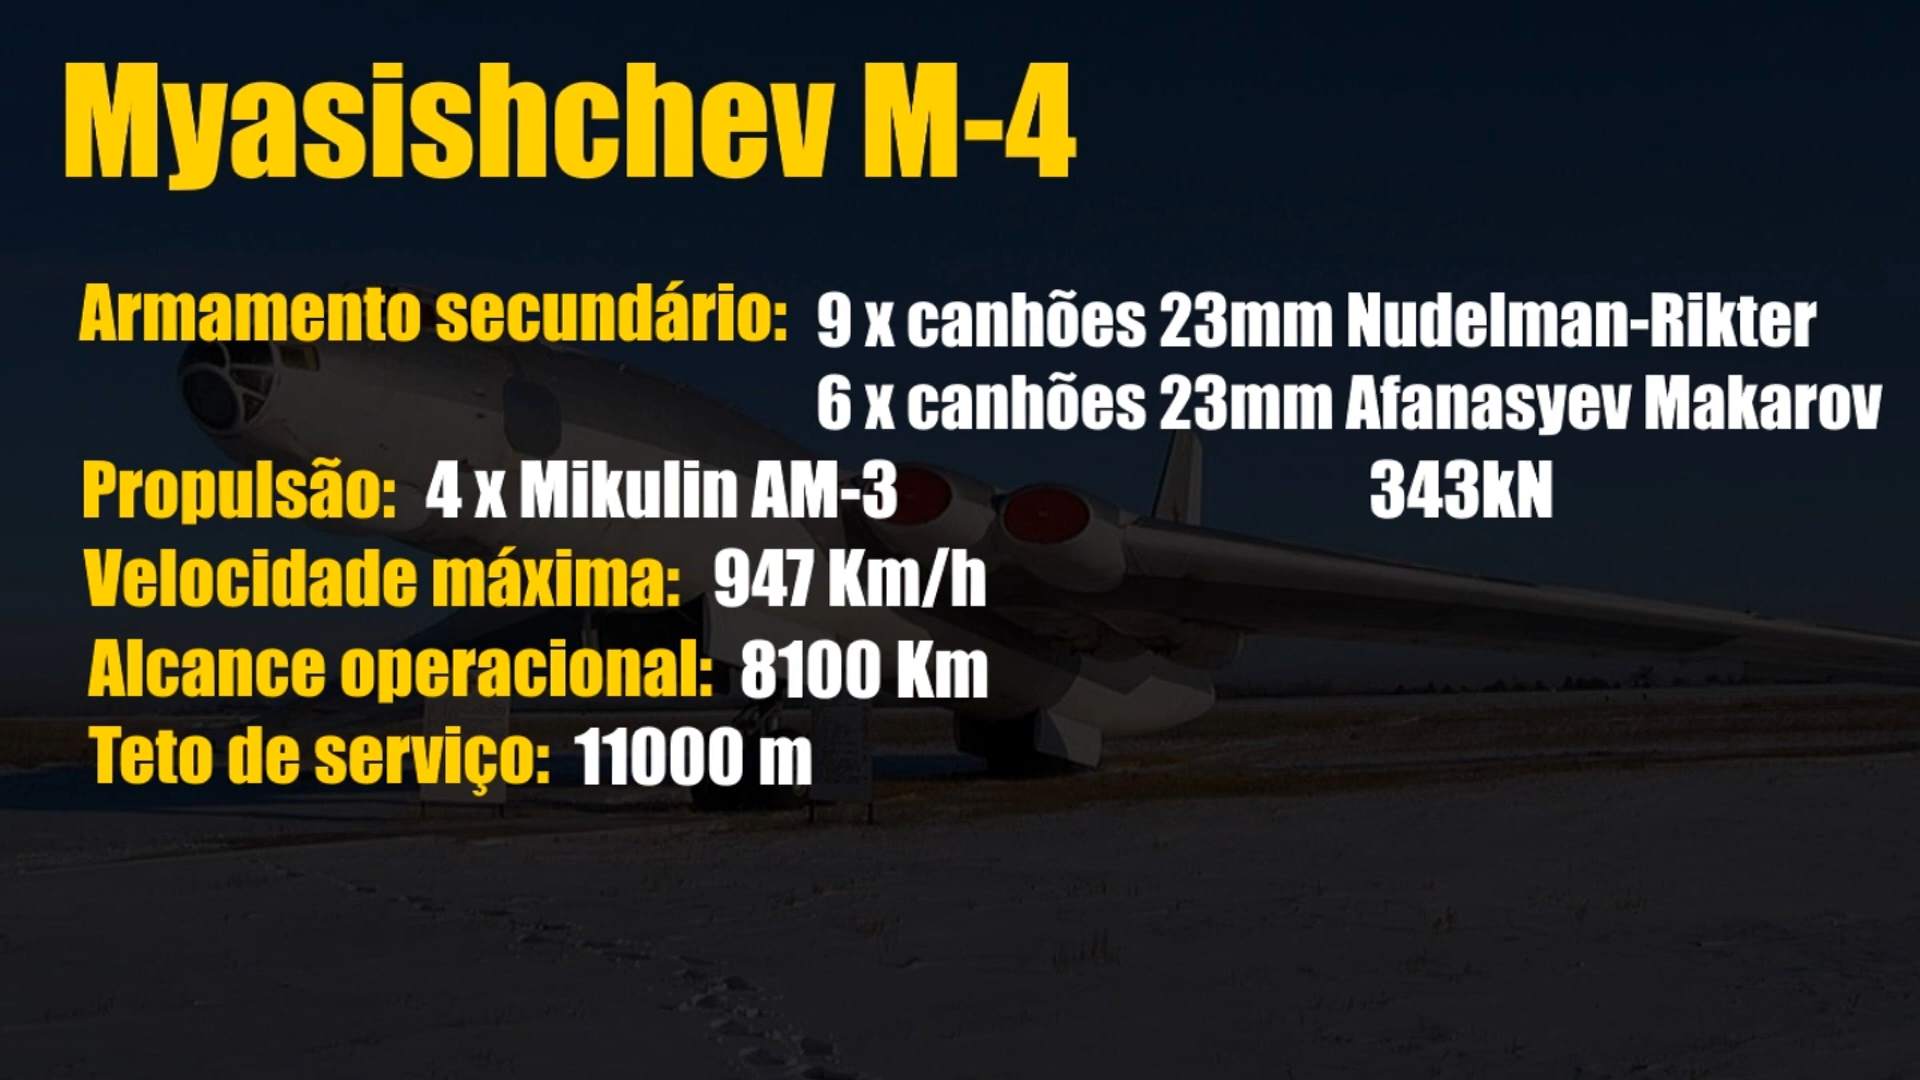 Myasishchev M-4
Armamento secundário: 9 x canhões 23mm Nudelman-Rikter
6 x canhões 23mm Afanasyev Makarov
Propulsão: 4 x Mikulin AM-3 343kN
Velocidade máxima: 947 Km/h
Alcance operacional: 8100 Km
Teto de serviço: 11000 m